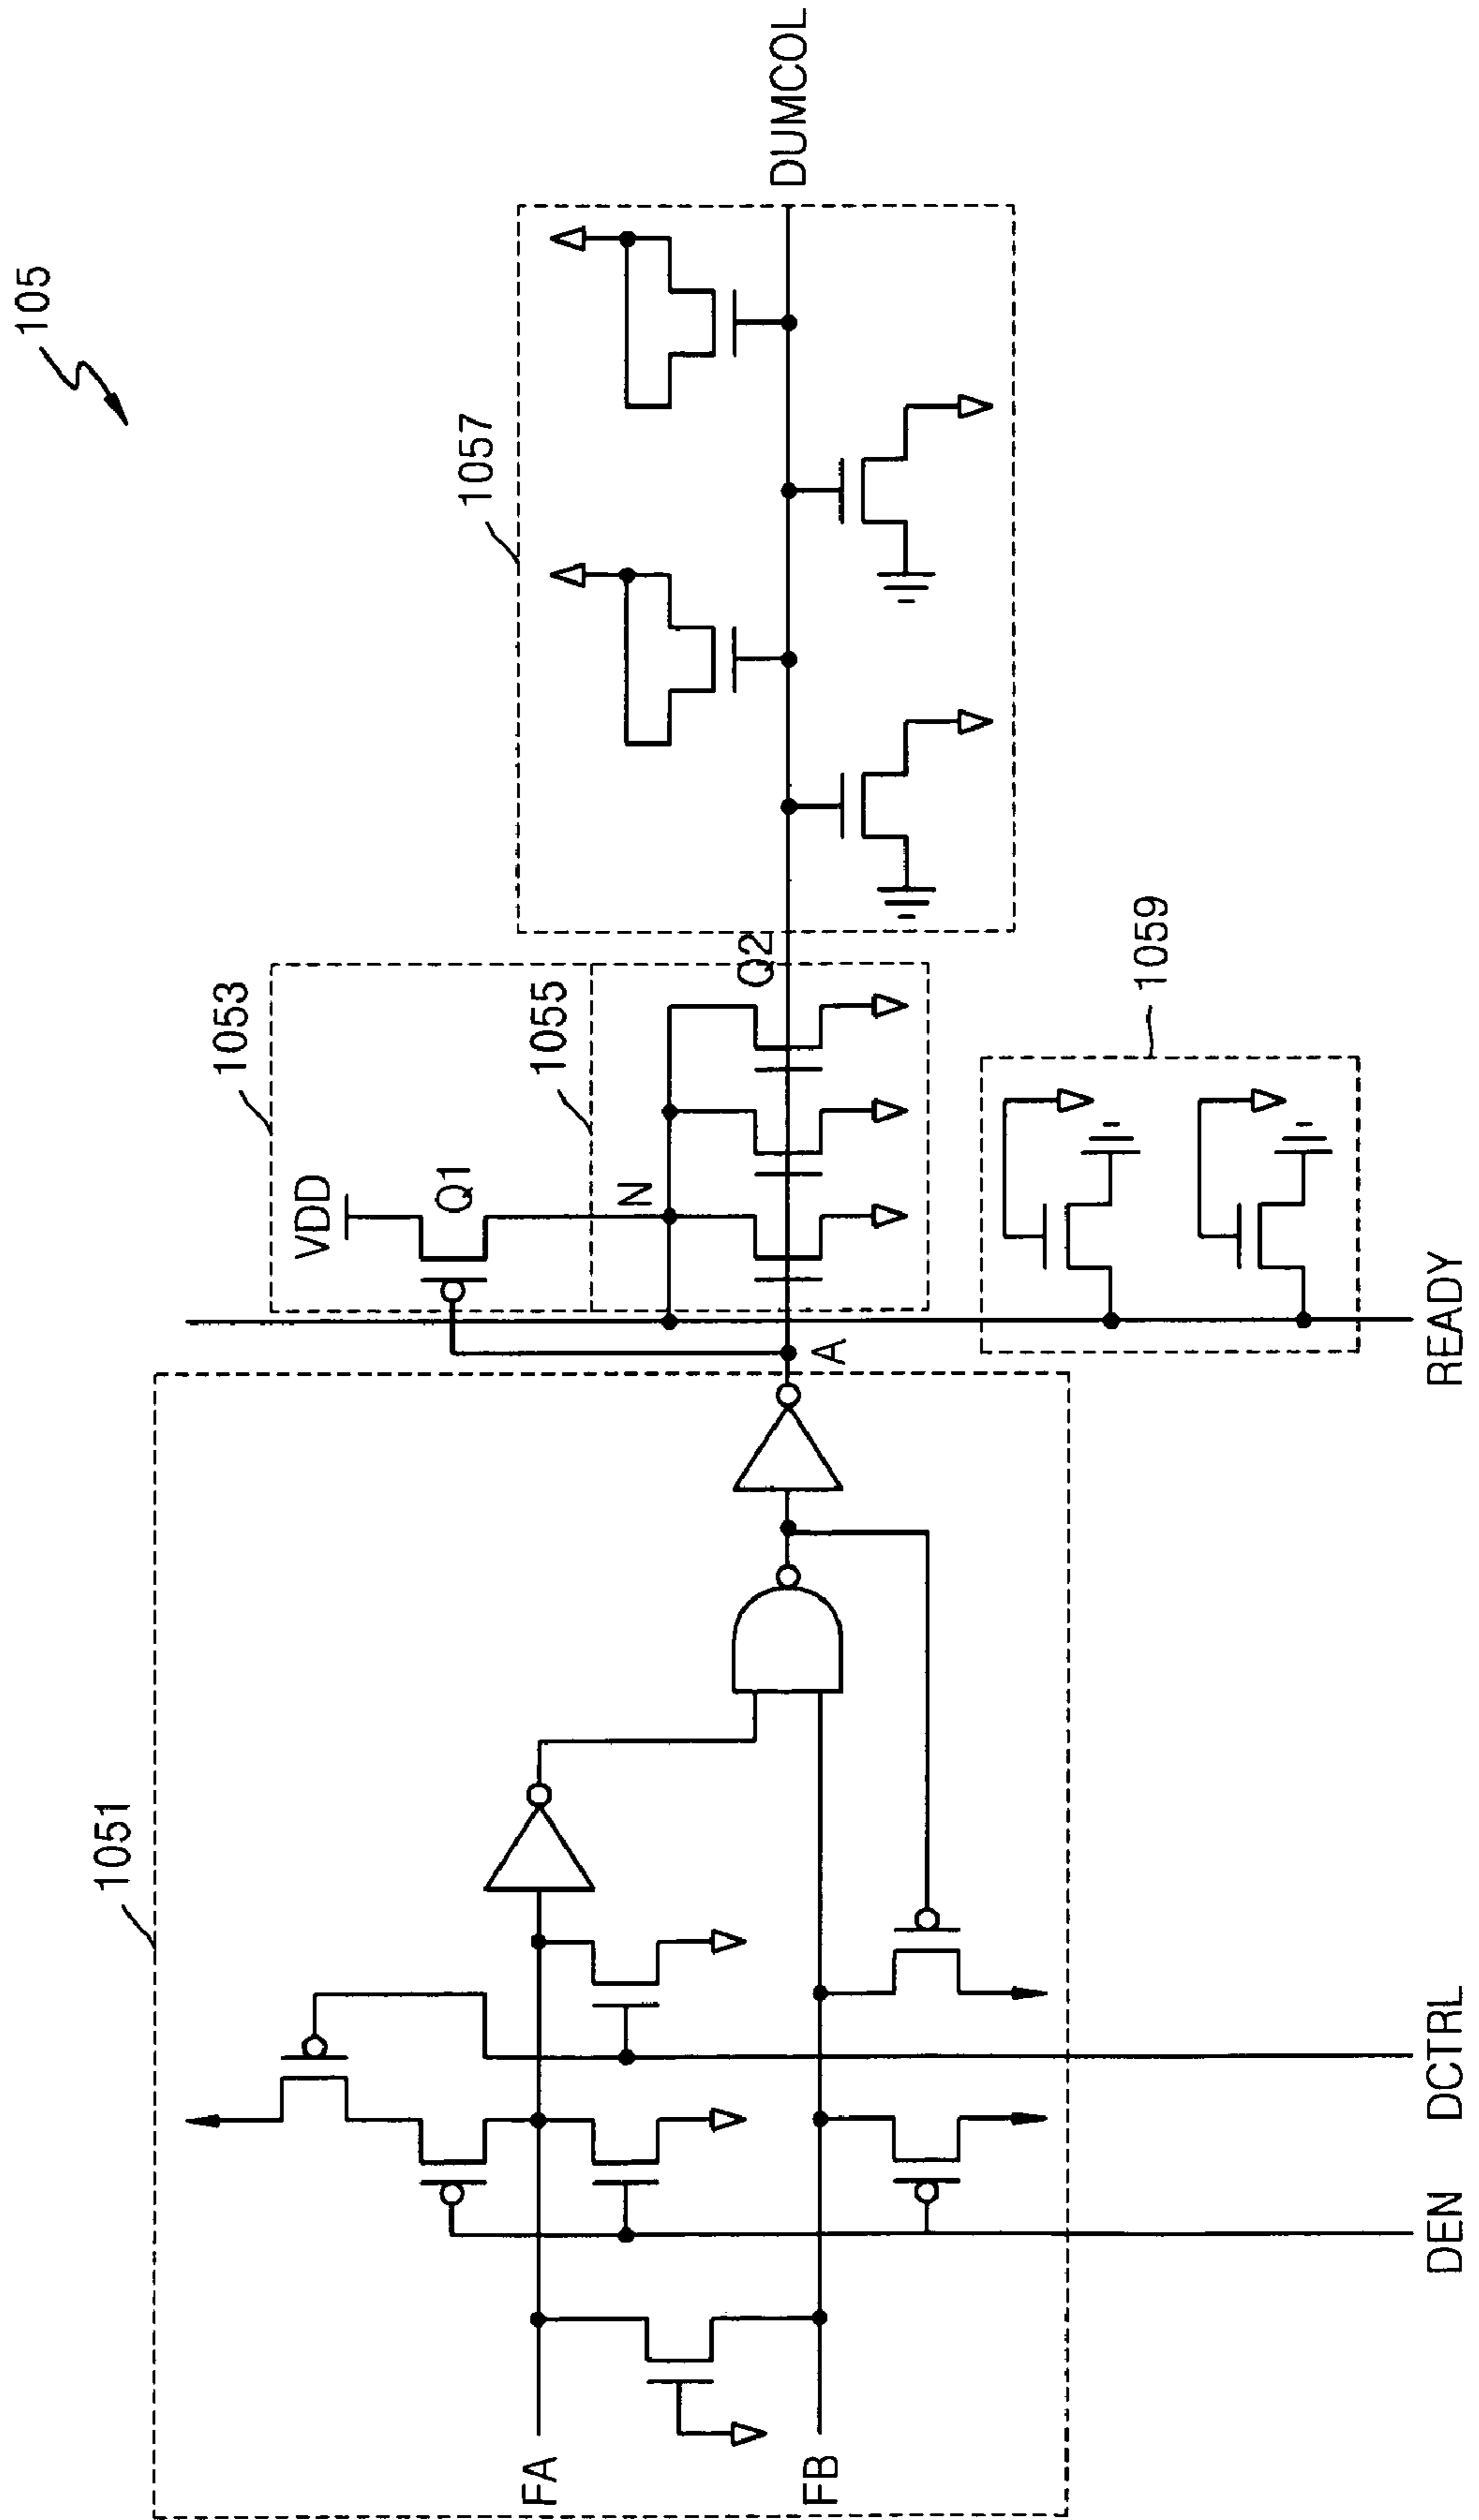 105
1051
1053
1055
1057
1059
VDD
Q1
N
Q2
A
FA
FB
DEN
DCTRL
READY
DUMCOL